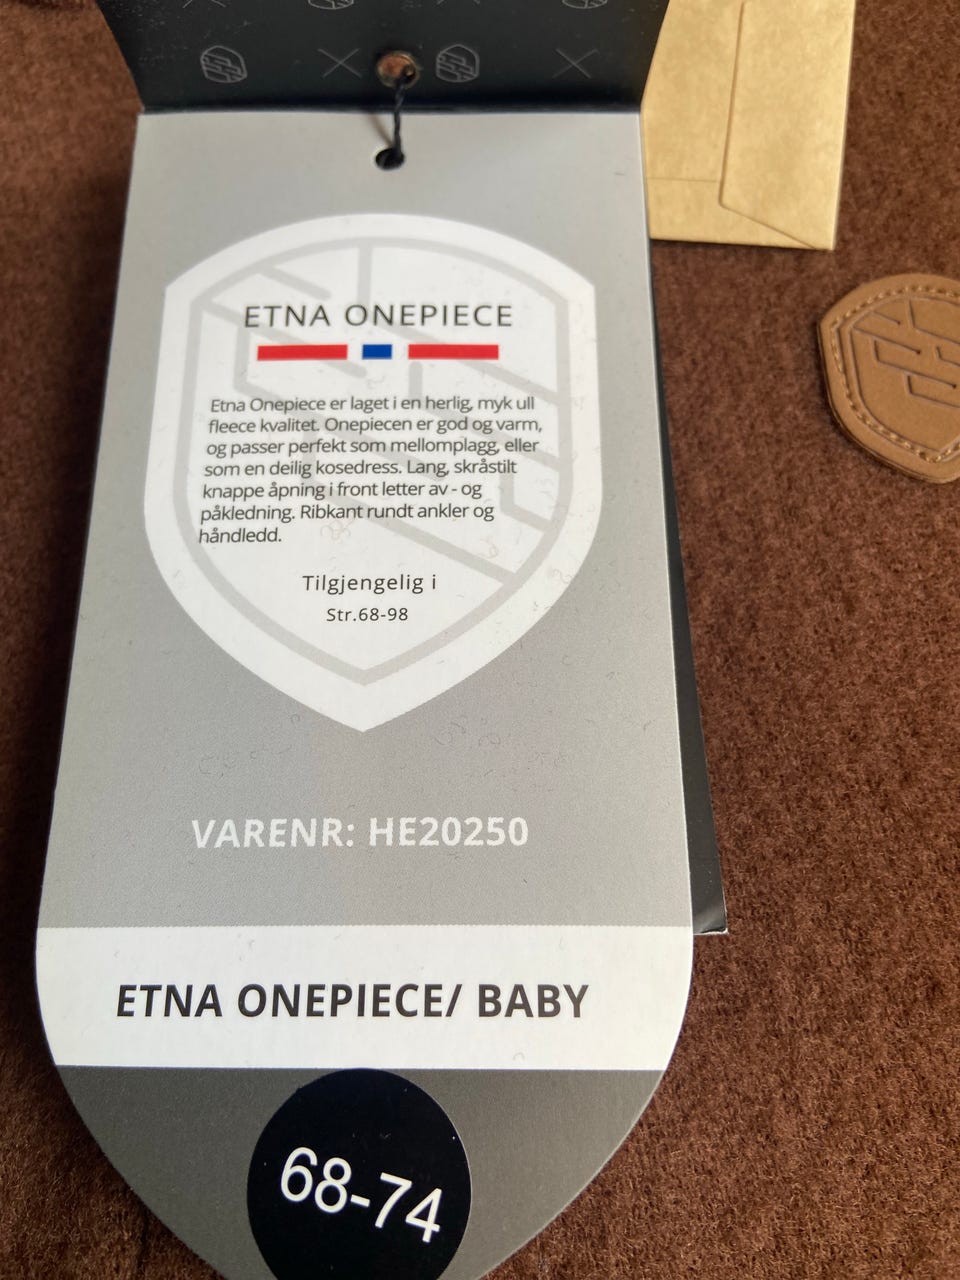 ETNA ONEPIECE
Etna Onepiece er laget i en herlig, myk ull
fleece kvalitet. Onepiecen er god og varm,
og passer perfekt som mellomplagg, eller
som en deilig kosedress. Lang, skråstilt
knappe åpning i front letter av - og
påkledning. Ribkant rundt ankler og
håndledd.
Tilgjengelig i
Str.68-98
VARENR: HE20250
ETNA ONEPIECE/ BABY
68-74